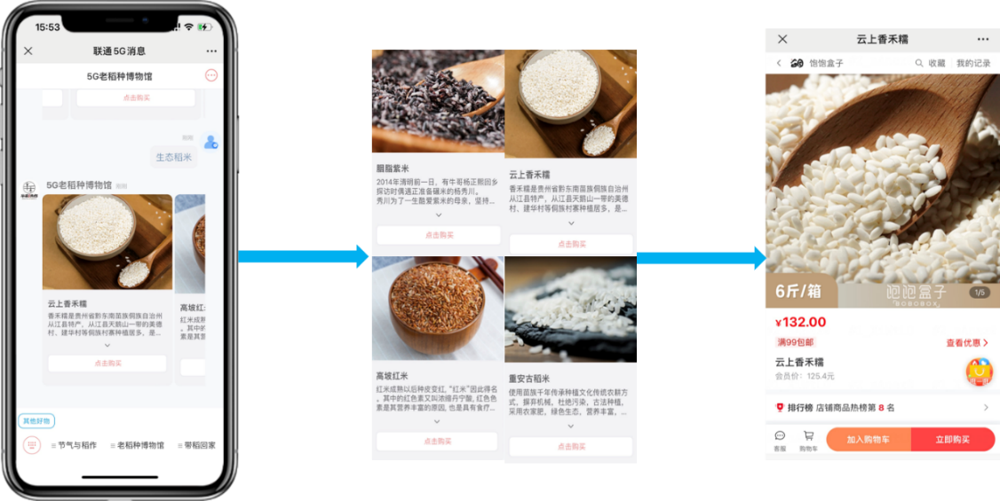 15:53
联通5G消息
5G老稻种博物馆
点击购买
生态稻米
5G老稻种博物馆
云上香禾糯
香禾糯是贵州省黔东南苗族侗族自治州
从江县特产,从江县天鹅山一带的美德
村、建华村等侗族村寨种植居多,是...
点击购买
高坡红
红米成熟
。其中的
素是其营
其他好物
节气与稻作
老稻种博物馆
带稻回家
胭脂紫米
2014年清明前一日,有牛哥杨正熙回乡
探访时偶遇正准备碾米的杨秀川。
秀川为了一生酷爱紫米的母亲,坚持...
点击购买
云上香禾糯
香禾糯是贵州省黔东南苗族侗族自治州
从江县特产,从江县天鹅山一带的美德
村、建华村等侗族村寨种植居多,是...
点击购买
高坡红米
红米成熟以后种皮变红,“红米”因此得名
。其中的红色素又叫浓缩丹宁酸,红色色
素是其营养丰富的原因,也是具有食疗...
点击购买
重安古稻米
使用苗族千年传承种植文化传统农耕方
式,摒弃机械、杜绝污染,古法种植,
采用农家肥,绿色生态,营养丰富,...
点击购买
云上香禾糯
饱饱盒子 收藏 我的记录
6斤/箱
饱饱盒子
BOBOBOX
1/5
¥132.00
满99包邮 查看优惠
云上香禾糯
会员价:125.4元
排行榜 店铺商品热榜第 8 名
客服 购物车 加入购物车 立即购买